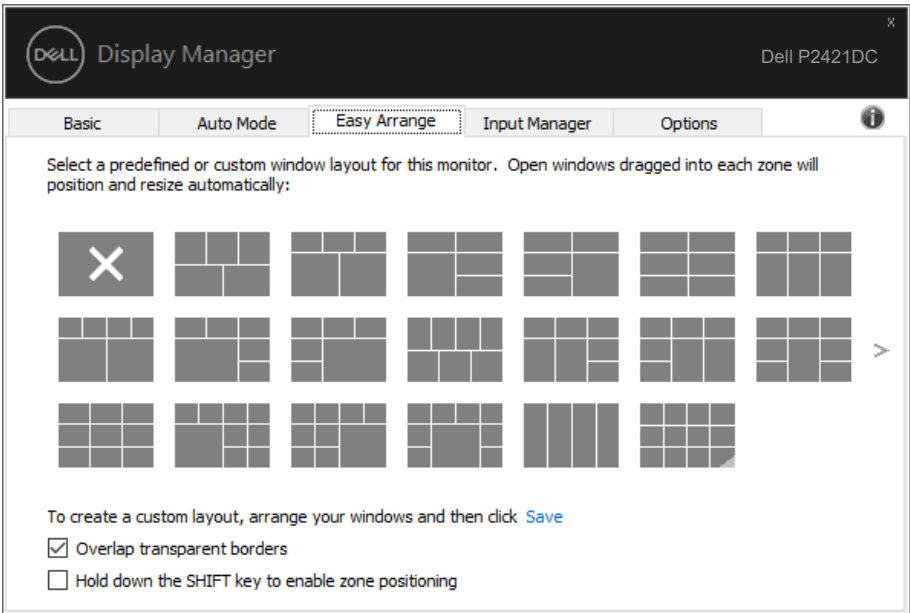 x
DELL Display Manager
Dell P2421DC
Basic Auto Mode Easy Arrange Input Manager Options
Select a predefined or custom window layout for this monitor. Open windows dragged into each zone will
position and resize automatically:
>
To create a custom layout, arrange your windows and then click Save
Overlap transparent borders
Hold down the SHIFT key to enable zone positioning